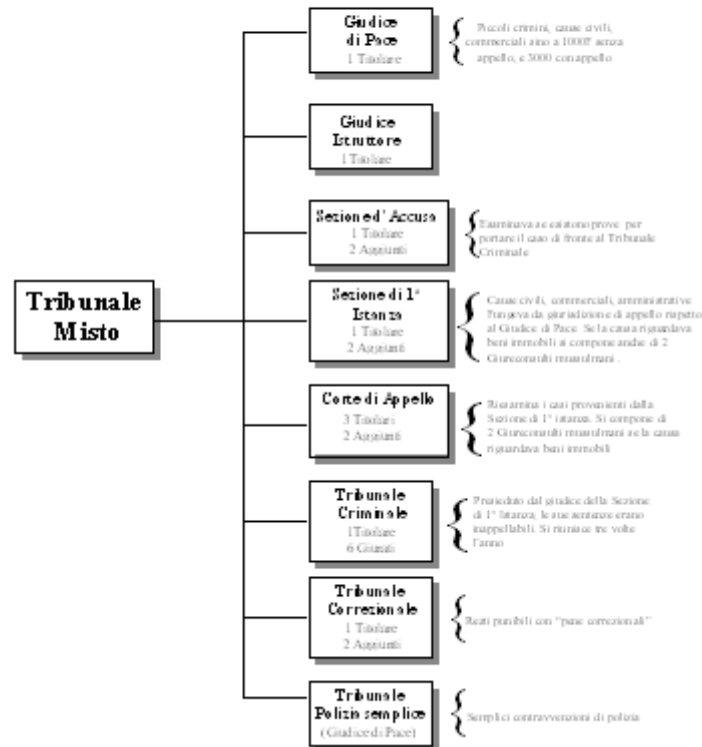 Tribunale
Misto
Giudice
di Pace
1 Titolare
Piccoli crimini, cause civili,
commerciali sino a 1000 senza
appello, e 3000 con appello
Giudice
Istruttore
1 Titolare
Sezione d'Accusa
1 Titolare
2 Aggiunti
Esaminava se esistono prove per
portare il caso di fronte al Tribunale
Criminale
Sezione di 1ª
Istanza
1 Titolare
2 Aggiunti
Cause civili, commerciali, amministrative
Fungeva da giurisdizione di appello rispetto
al Giudice di Pace. Se la causa riguardava
beni immobili si compone anche di 2
Giureconsulti musulmani.
Corte di Appello
3 Titolari
2 Aggiunti
Riesamina i casi provenienti dalla
Sezione di 1ª istanza. Si compone di
2 Giureconsulti musulmani se la causa
riguardava beni immobili
Tribunale
Criminale
1Titolare
6 Giurati
Presieduto dal giudice della Sezione
di 1ª Istanza, le sue sentenze erano
inappellabili. Si riunisce tre volte
l'anno
Tribunale
Correzionale
1 Titolare
2 Aggiunti
Reati punibili con "pene correzionali"
Tribunale
Polizia semplice
(Giudice di Pace)
Semplici contravvenzioni di polizia